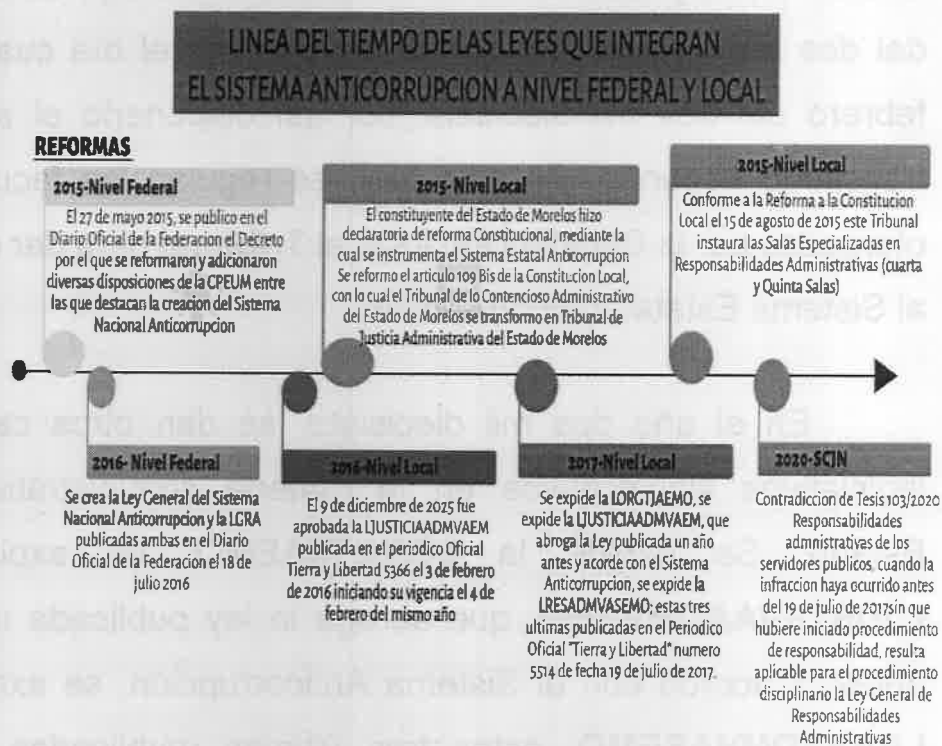 LINEA DEL TIEMPO DE LAS LEYES QUE INTEGRAN
EL SISTEMA ANTICORRUPCION A NIVEL FEDERAL Y LOCAL
REFORMAS
2015-Nivel Federal
El 27 de mayo 2015, se publico en el
Diario Oficial de la Federacion el Decreto
por el que se reformaron y adicionaron
diversas disposiciones de la CPEUM entre
las que destacan la creacion del Sistema
Nacional Anticorrupcion
2015- Nivel Local
El constituyente del Estado de Morelos hizo
declaratoria de reforma Constitucional, mediante la
cual se instrumenta el Sistema Estatal Anticorrupcion
Se reformo el articulo 109 Bis de la Constitucion Local,
con lo cual el Tribunal de lo Contencioso Administrativo
del Estado de Morelos se transformo en Tribunal de
Justicia Administrativa del Estado de Morelos
2015-Nivel Local
Conforme a la Reforma a la Constitucion
Local el 15 de agosto de 2015 este Tribunal
instaura las Salas Especializadas en
Responsabilidades Administrativas (cuarta
y Quinta Salas)
2016- Nivel Federal
Se crea la Ley General del Sistema
Nacional Anticorrupcion y la LGRA
publicadas ambas en el Diario
Oficial de la Federacion el 18 de
julio 2016
2016-Nivel Local
El 9 de diciembre de 2025 fue
aprobada la LJUSTICIAADMVAEM
publicada en el periodico Oficial
Tierra y Libertad 5366 el 3 de febrero
de 2016 iniciando su vigencia el 4 de
febrero del mismo año
2017-Nivel Local
Se expide la LORGTJAEMO, se
expide la LJUSTICIAADMVAEM, que
abroga la Ley publicada un año
antes y acorde con el Sistema
Anticorrupcion, se expide la
LRESADMVASEMO; estas tres
ultimas publicadas en el Periodico
Oficial "Tierra y Libertad" numero
5514 de fecha 19 de julio de 2017.
2020-SCJN
Contradiccion de Tesis 103/2020
Responsabilidades
admnistrativas de los
servidores publicos, cuando la
infraccion haya ocurrido antes
del 19 de julio de 2017sin que
hubiere iniciado procedimiento
de responsabilidad, resulta
aplicable para el procedimiento
disciplinario la Ley General de
Responsabilidades
Administrativas